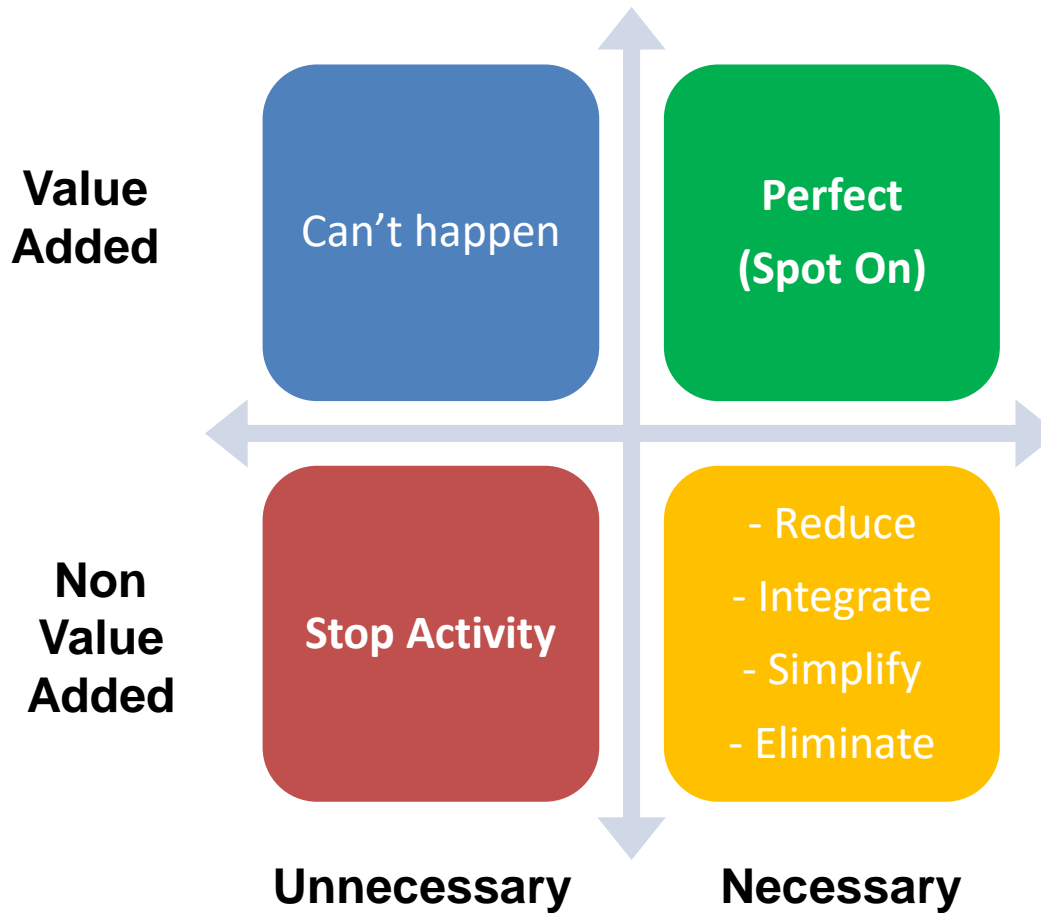 Value
Added
Can’t happen
Perfect
(Spot On)
Non
Value
Added
Stop Activity
- Reduce
- Integrate
- Simplify
- Eliminate
Unnecessary
Necessary